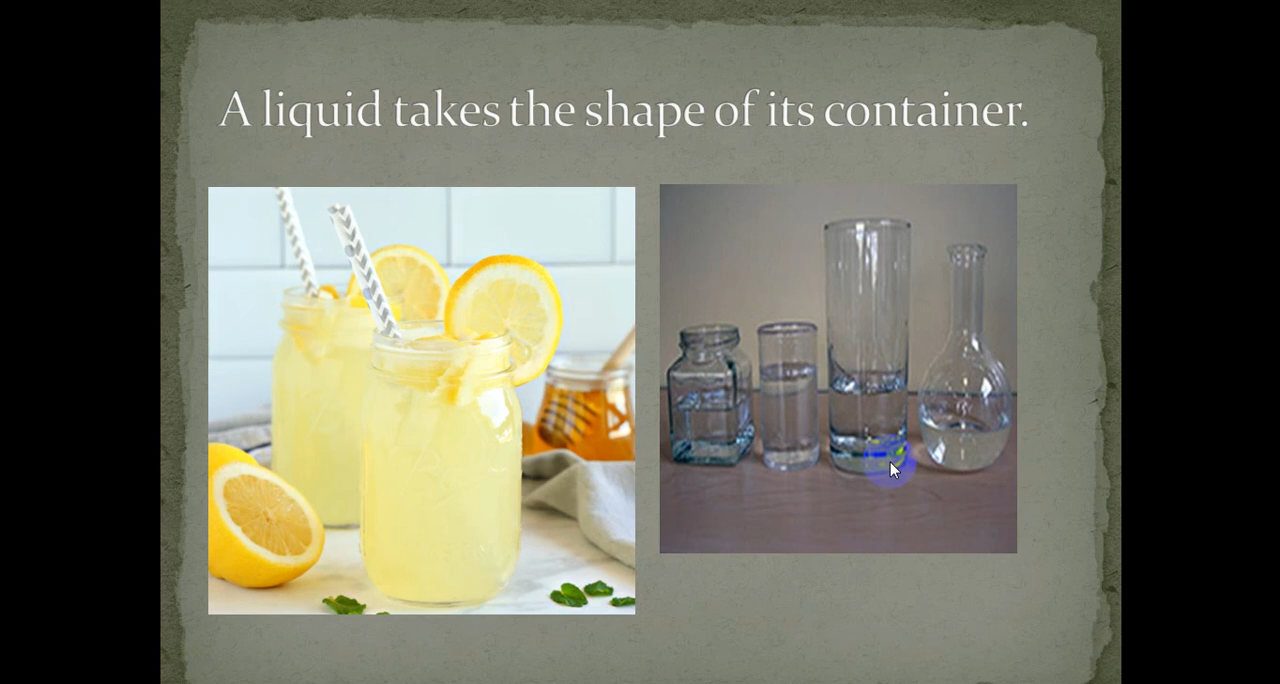 A liquid takes the shape of its container.